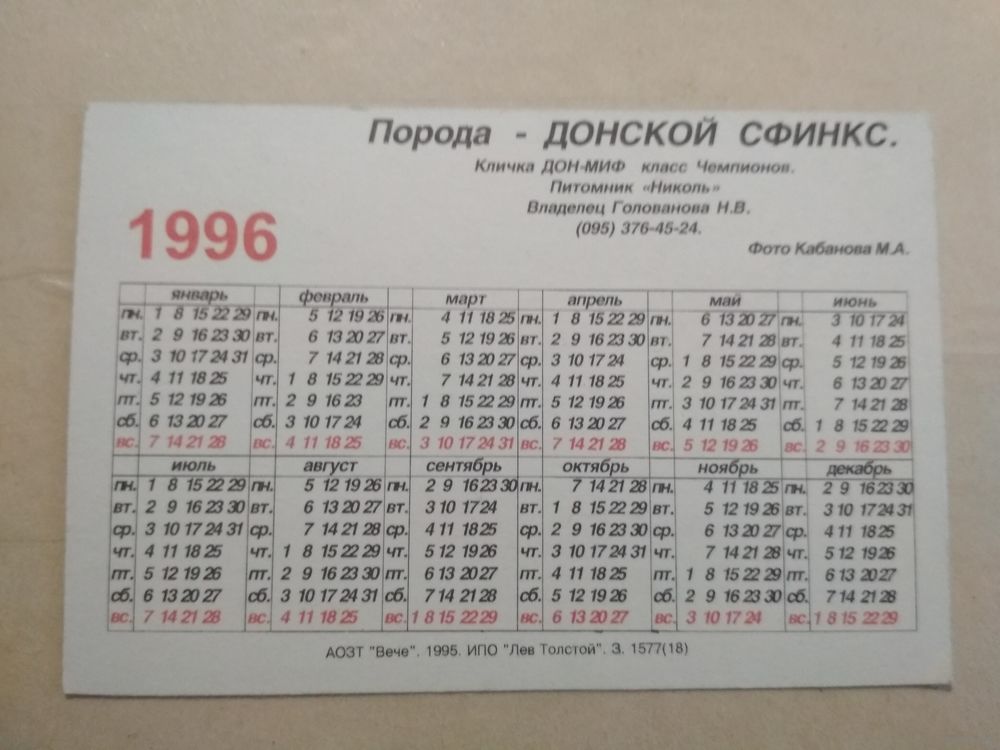 Порода - ДОНСКОЙ СФИНКС.
Кличка ДОН-МИФ класс Чемпионов.
Питомник «Николь»
Владелец Голованова Н.В.
(095) 376-45-24.
Фото Кабанова М.А.
1996
январь февраль март апрель май июнь
пн. 1 8 15 22 29 пн. 5 12 19 26 пн. 4 11 18 25 пн. 1 8 15 22 29 пн. 6 13 20 27 пн. 3 10 17 24
вт. 2 9 16 23 30 вт. 6 13 20 27 вт. 5 12 19 26 вт. 2 9 16 23 30 вт. 7 14 21 28 вт. 4 11 18 25
ср. 3 10 17 24 31 ср. 7 14 21 28 ср. 6 13 20 27 ср. 3 10 17 24 ср. 1 8 15 22 29 ср. 5 12 19 26
чт. 4 11 18 25 чт. 1 8 15 22 29 чт. 7 14 21 28 чт. 4 11 18 25 чт. 2 9 16 23 30 чт. 6 13 20 27
пт. 5 12 19 26 пт. 2 9 16 23 пт. 1 8 15 22 29 пт. 5 12 19 26 пт. 3 10 17 24 31 пт. 7 14 21 28
сб. 6 13 20 27 сб. 3 10 17 24 сб. 2 9 16 23 30 сб. 6 13 20 27 сб. 4 11 18 25 сб. 1 8 15 22 29
вс. 7 14 21 28 вс. 4 11 18 25 вс. 3 10 17 24 31 вс. 7 14 21 28 вс. 5 12 19 26 вс. 2 9 16 23 30
июль август сентябрь октябрь ноябрь декабрь
пн. 1 8 15 22 29 пн. 5 12 19 26 пн. 2 9 16 23 30 пн. 7 14 21 28 пн. 4 11 18 25 пн. 2 9 16 23 30
вт. 2 9 16 23 30 вт. 6 13 20 27 вт. 3 10 17 24 вт. 1 8 15 22 29 вт. 5 12 19 26 вт. 3 10 17 24 31
ср. 3 10 17 24 31 ср. 7 14 21 28 ср. 4 11 18 25 ср. 2 9 16 23 30 ср. 6 13 20 27 ср. 4 11 18 25
чт. 4 11 18 25 чт. 1 8 15 22 29 чт. 5 12 19 26 чт. 3 10 17 24 31 чт. 7 14 21 28 чт. 5 12 19 26
пт. 5 12 19 26 пт. 2 9 16 23 30 пт. 6 13 20 27 пт. 4 11 18 25 пт. 1 8 15 22 29 пт. 6 13 20 27
сб. 6 13 20 27 сб. 3 10 17 24 31 сб. 7 14 21 28 сб. 5 12 19 26 сб. 2 9 16 23 30 сб. 7 14 21 28
вс. 7 14 21 28 вс. 4 11 18 25 вс. 1 8 15 22 29 вс. 6 13 20 27 вс. 3 10 17 24 вс. 1 8 15 22 29
АОЗТ "Вече". 1995. ИПО "Лев Толстой". З. 1577(18)